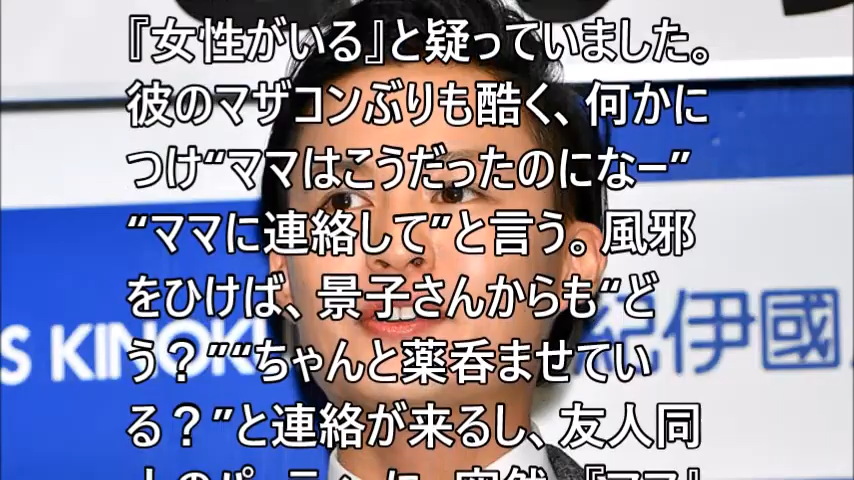 『女性がいる』と疑っていました。
彼のマザコンぶりも酷く、何かに
つけ“ママはこうだったのになー”
“ママに連絡して”と言う。風邪
をひけば、景子さんからも“ど
う？”“ちゃんと薬呑ませてい
る？”と連絡が来るし、友人同
S KINOK
紀伊國